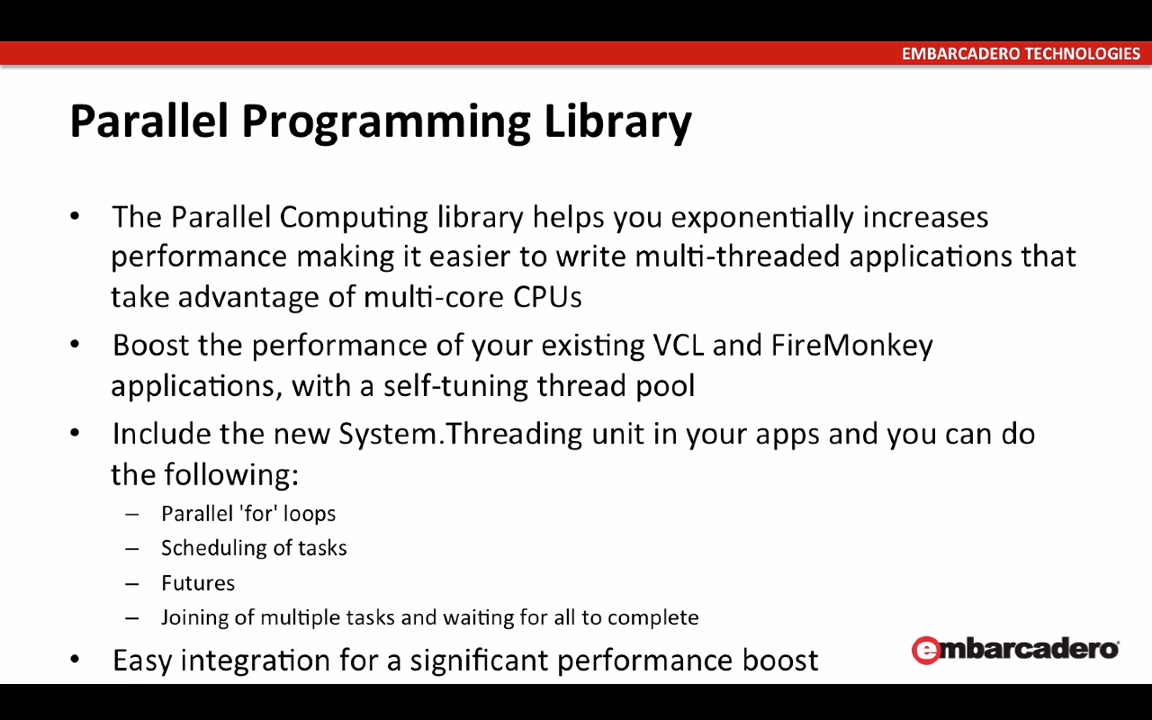 EMBARCADERO TECHNOLOGIES
Parallel Programming Library
• The Parallel Computing library helps you exponentially increases
performance making it easier to write multi-threaded applications that
take advantage of multi-core CPUs
• Boost the performance of your existing VCL and FireMonkey
applications, with a self-tuning thread pool
• Include the new System.Threading unit in your apps and you can do
the following:
– Parallel 'for' loops
– Scheduling of tasks
– Futures
– Joining of multiple tasks and waiting for all to complete
• Easy integration for a significant performance boost
embarcadero